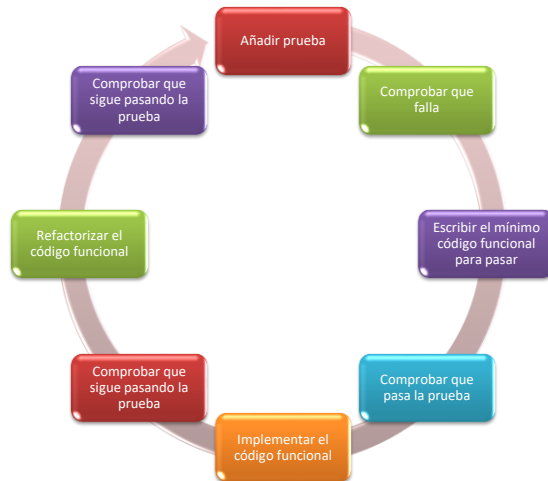 Añadir prueba
Comprobar que
falla
Escribir el mínimo
código funcional
para pasar
Comprobar que
pasa la prueba
Implementar el
código funcional
Comprobar que
sigue pasando la
prueba
Refactorizar el
código funcional
Comprobar que
sigue pasando la
prueba